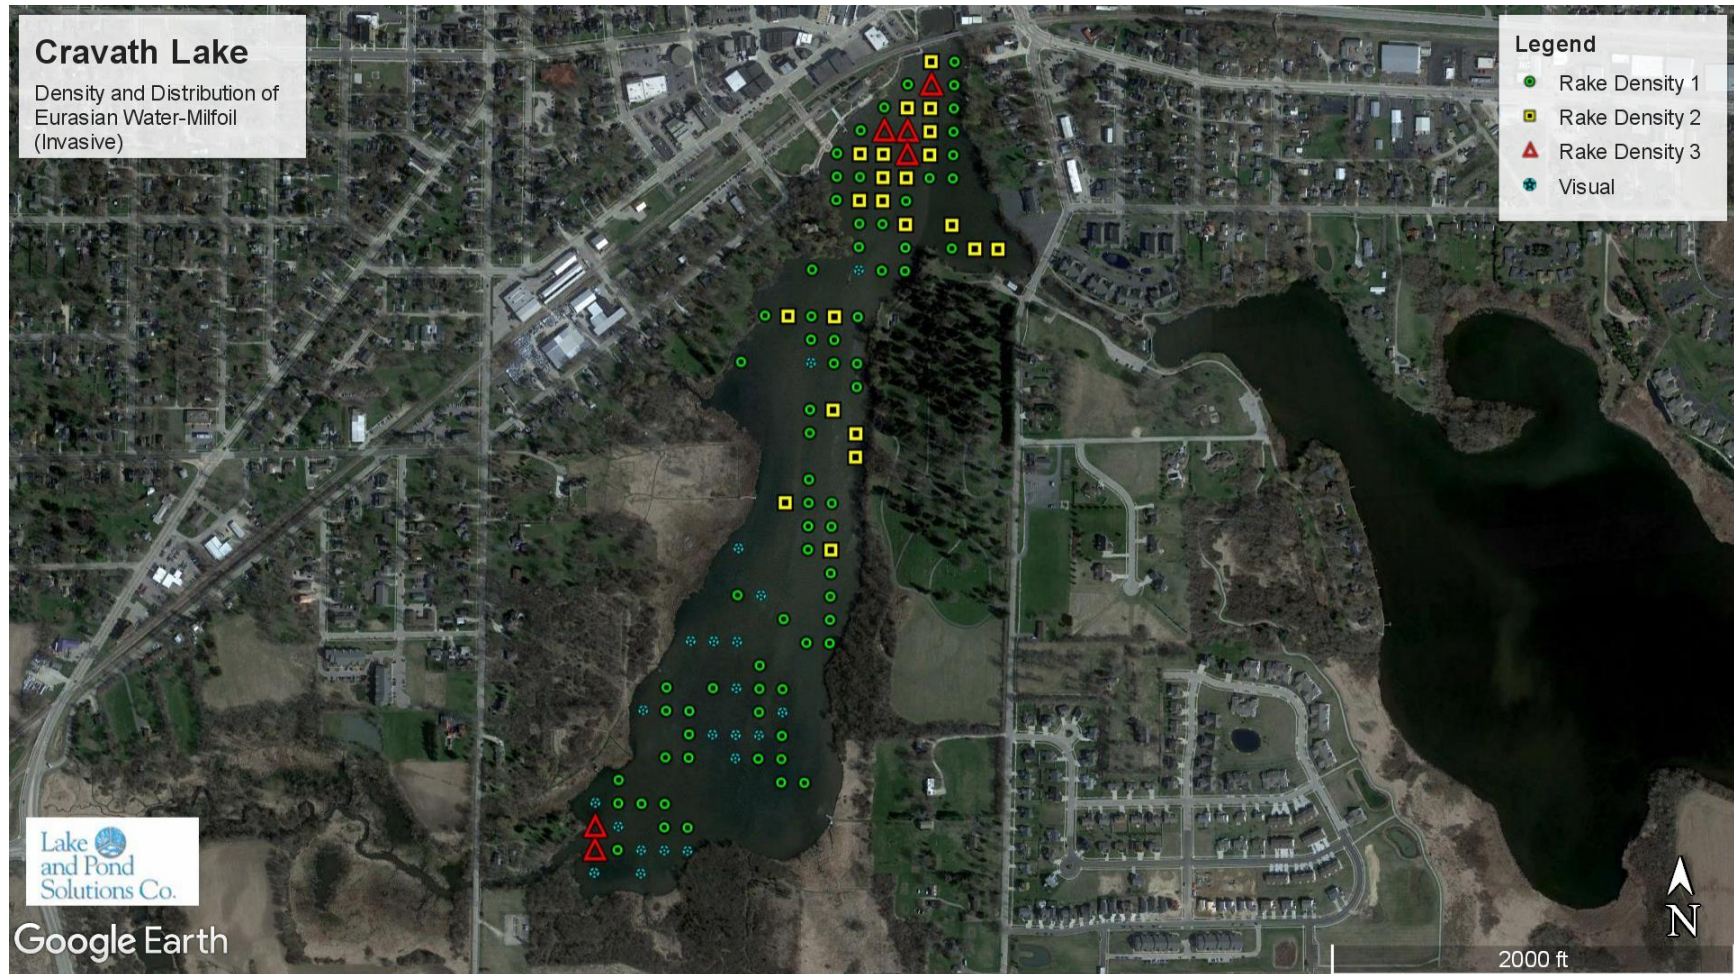 Cravath Lake
Density and Distribution of
Eurasian Water-Milfoil
(Invasive)
Legend
Rake Density 1
Rake Density 2
Rake Density 3
Visual
Lake
and Pond
Solutions Co.
Google Earth
N
2000 ft